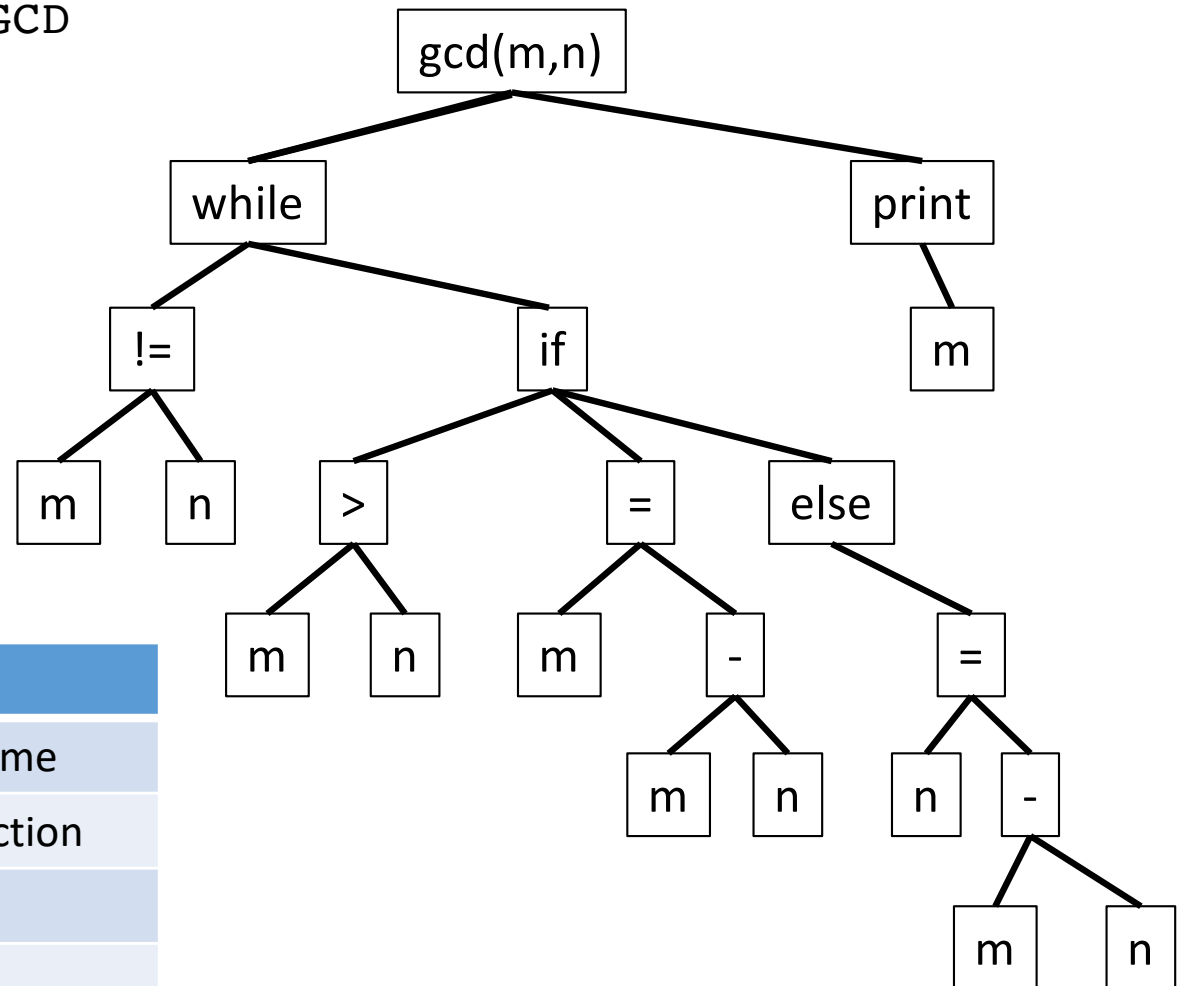 GCD
gcd(m,n)
while
print
!=
if
m
m
n
>
=
else
m
n
m
-
=
m
n
n
-
m
n
me
ction